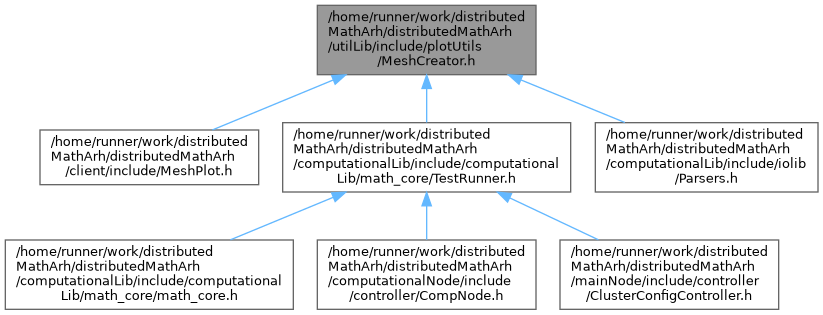 /home/runner/work/distributed
MathArh/distributedMathArh
/utilLib/include/plotUtils
/MeshCreator.h
/home/runner/work/distributed
MathArh/distributedMathArh
/client/include/MeshPlot.h
/home/runner/work/distributed
MathArh/distributedMathArh
/computationalLib/include/computational
Lib/math_core/TestRunner.h
/home/runner/work/distributed
MathArh/distributedMathArh
/computationalLib/include/iolib
/Parsers.h
/home/runner/work/distributed
MathArh/distributedMathArh
/computationalLib/include/computational
Lib/math_core/math_core.h
/home/runner/work/distributed
MathArh/distributedMathArh
/computationalNode/include
/controller/CompNode.h
/home/runner/work/distributed
MathArh/distributedMathArh
/mainNode/include/controller
/ClusterConfigController.h